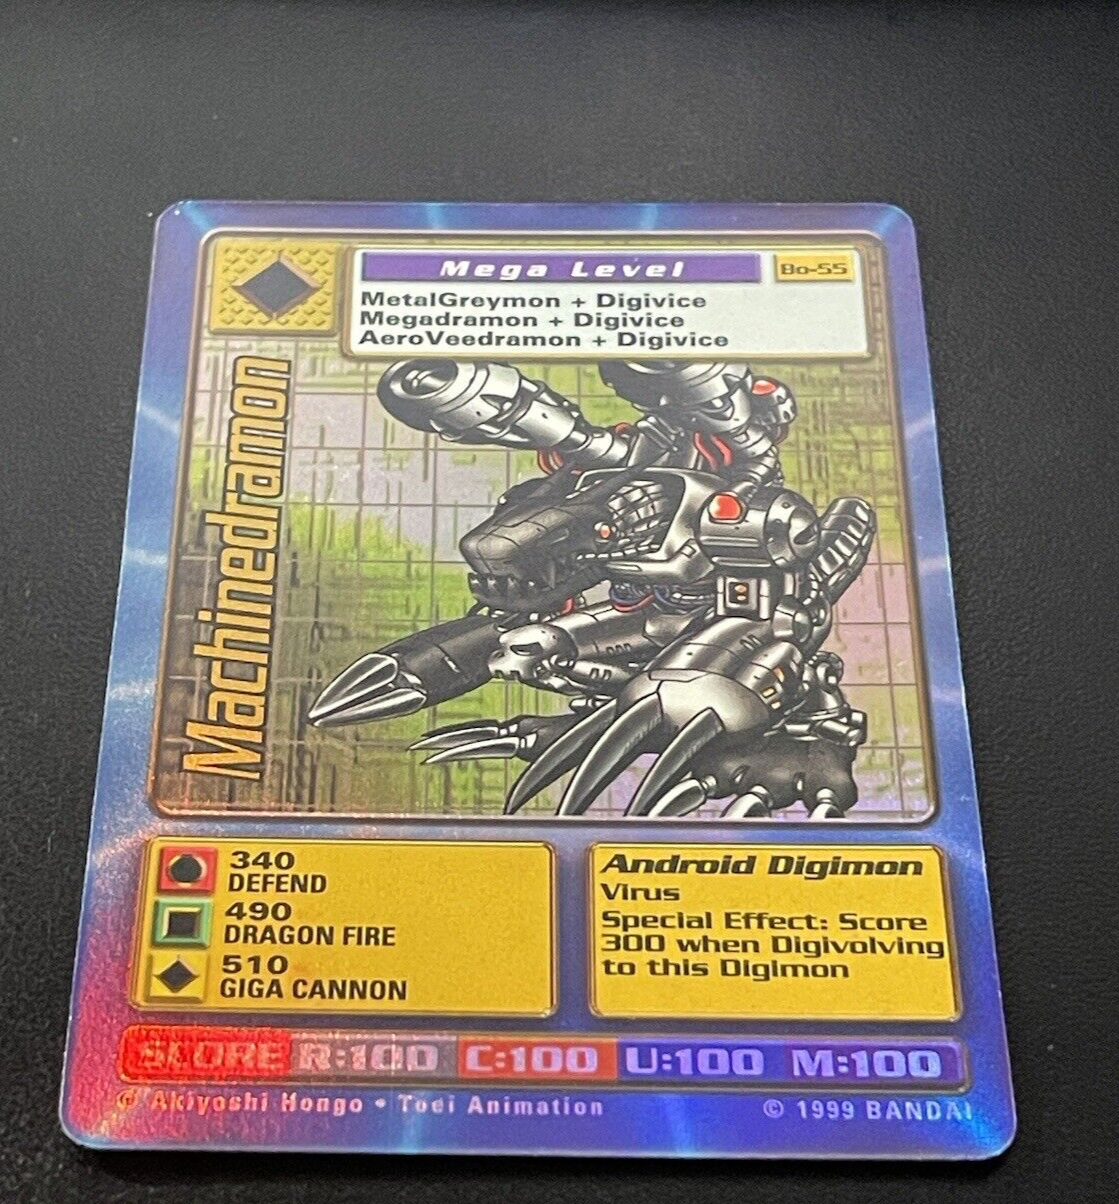 Mega Level
Bo-55
MetalGreymon + Digivice
Megadramon + Digivice
AeroVeedramon + Digivice
Machinedramon
340
DEFEND
490
DRAGON FIRE
510
GIGA CANNON
Android Digimon
Virus
Special Effect: Score
300 when Digivolving
to this Digimon
SCORE R:100 C:100 U:100 M:100
© Akiyoshi Hongo • Toei Animation
© 1999 BANDAI